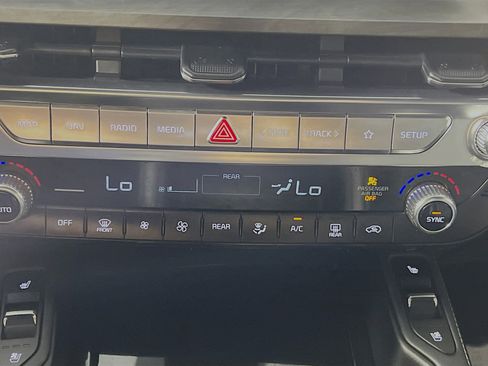 MAP NAV RADIO MEDIA < SEEK TRACK > SETUP
REAR
Lo Lo
PASSENGER
AIR BAG
OFF
AUTO OFF FRONT REAR A/C REAR SYNC